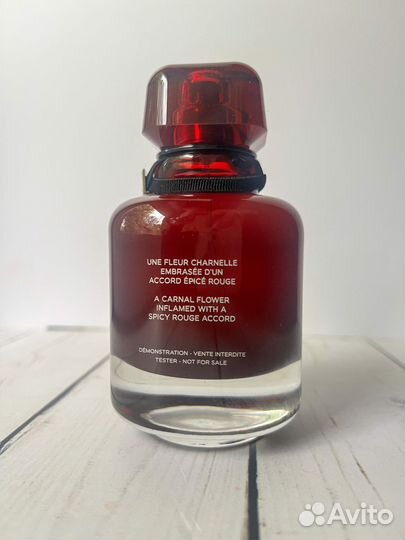 UNE FLEUR CHARNELLE
EMBRASÉE D'UN
ACCORD ÉPICÉ ROUGE
A CARNAL FLOWER
INFLAMED WITH A
SPICY ROUGE ACCORD
DÉMONSTRATION - VENTE INTERDITE
TESTER - NOT FOR SALE
Avito